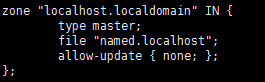 zone "localhost.localdomain" IN {
        type master;
        file "named.localhost";
        allow-update { none; };
};